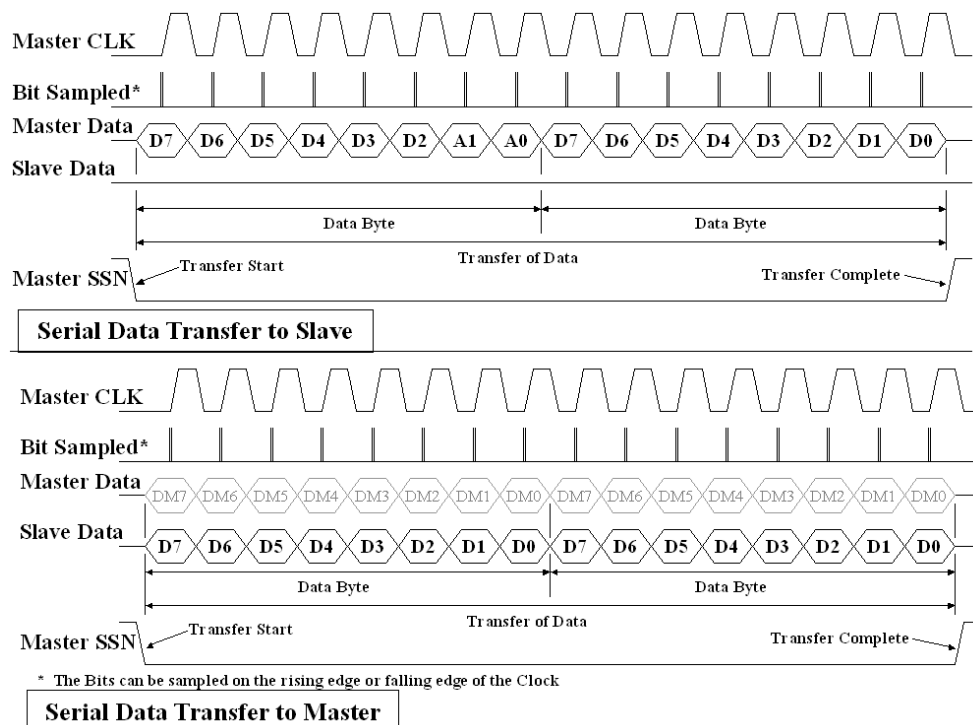 Master CLK
Bit Sampled*
Master Data
D7 D6 D5 D4 D3 D2 A1 A0 D7 D6 D5 D4 D3 D2 D1 D0
Slave Data
Data Byte Data Byte
Transfer of Data
Master SSN Transfer Start Transfer Complete
Serial Data Transfer to Slave
Master CLK
Bit Sampled*
Master Data
DM7 DM6 DM5 DM4 DM3 DM2 DM1 DM0 DM7 DM6 DM5 DM4 DM3 DM2 DM1 DM0
Slave Data
D7 D6 D5 D4 D3 D2 D1 D0 D7 D6 D5 D4 D3 D2 D1 D0
Data Byte Data Byte
Transfer of Data
Master SSN Transfer Start Transfer Complete
* The Bits can be sampled on the rising edge or falling edge of the Clock
Serial Data Transfer to Master